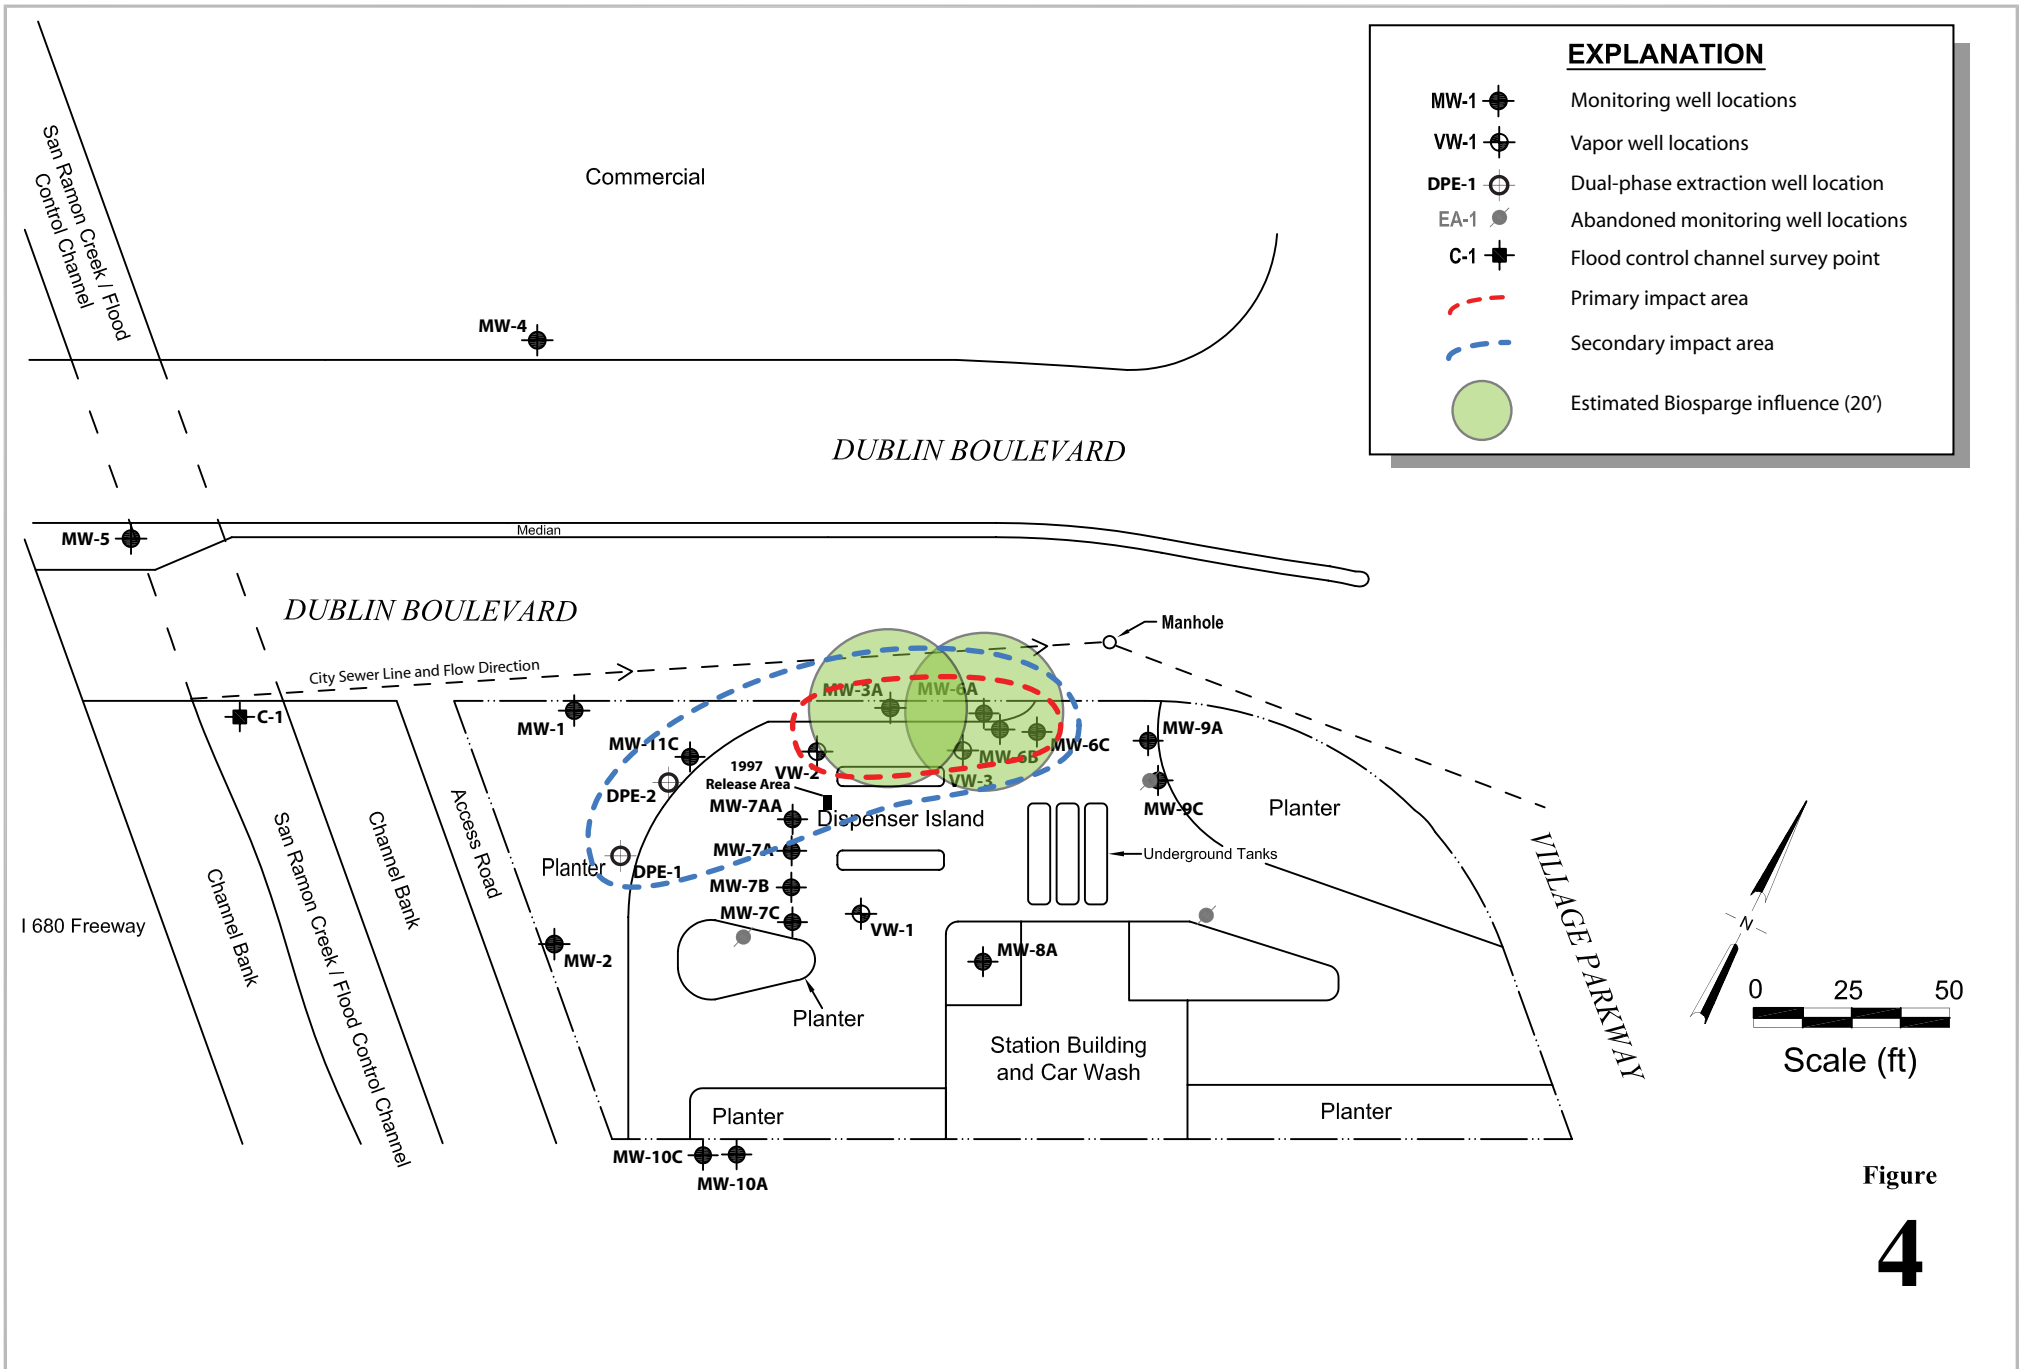 EXPLANATION
MW-1 Monitoring well locations
VW-1 Vapor well locations
DPE-1 Dual-phase extraction well location
EA-1 Abandoned monitoring well locations
C-1 Flood control channel survey point
Primary impact area
Secondary impact area
Estimated Biosparge influence (20')
San Ramon Creek / Flood
Control Channel
Commercial
MW-4
DUBLIN BOULEVARD
MW-5
Median
DUBLIN BOULEVARD
Manhole
City Sewer Line and Flow Direction
C-1
MW-1
MW-3A
MW-6A
MW-9A
MW-11C
MW-6C
MW-6B
VW-2
VW-3
1997
Release Area
DPE-2
MW-7AA
Dispenser Island
MW-9C
Planter
Access Road
Channel Bank
San Ramon Creek / Flood Control Channel
Channel Bank
I 680 Freeway
MW-7A
Underground Tanks
Planter
DPE-1
MW-7B
MW-7C
VW-1
MW-2
MW-8A
Planter
Station Building
and Car Wash
Planter
Planter
MW-10C
MW-10A
VILLAGE PARKWAY
N
0 25 50
Scale (ft)
Figure
4